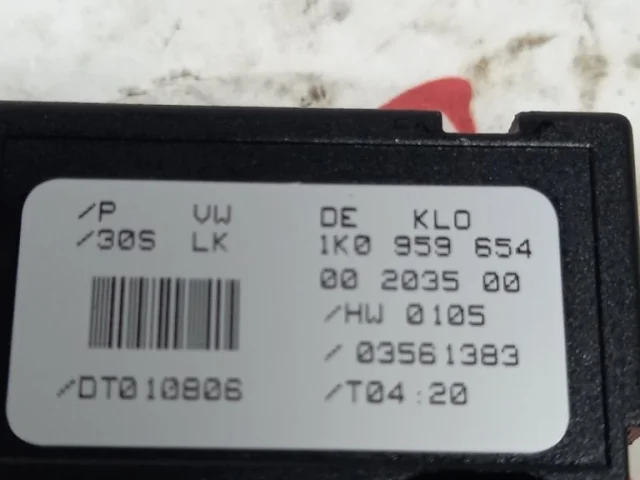 /P VW DE KLO
/30S LK 1K0 959 654
00 2035 00
/HW 0105
/ 03561383
/DT010806 /T04:20